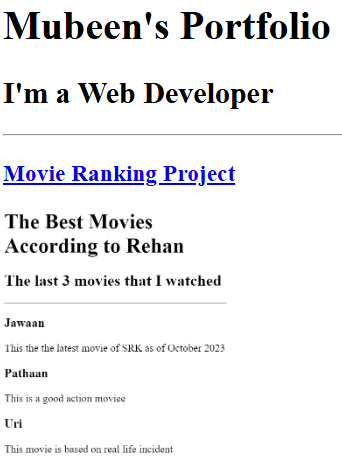 Mubeen's Portfolio
I'm a Web Developer
Movie Ranking Project
The Best Movies
According to Rehan
The last 3 movies that I watched
Jawaan
This the the latest movie of SRK as of October 2023
Pathaan
This is a good action moviee
Uri
This movie is based on real life incident